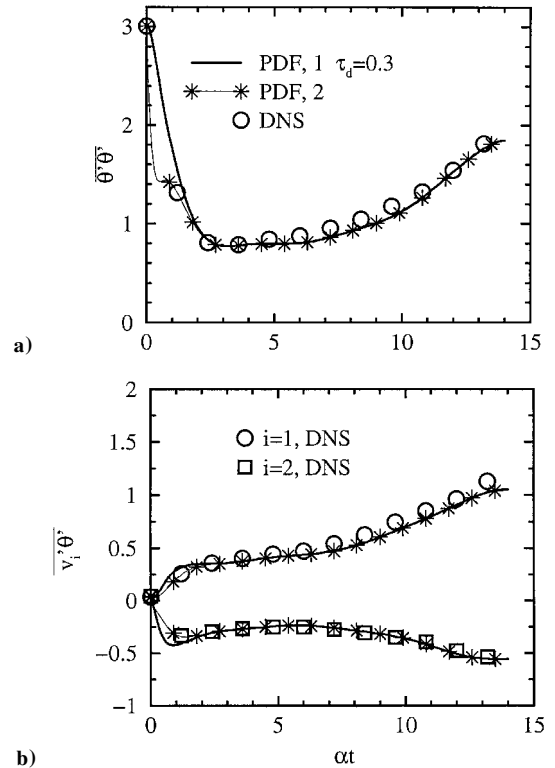 3
2
1
0
θ'θ'
PDF, 1 τd=0.3
PDF, 2
DNS
0 5 10 15
a)
2
1.5
1
0.5
0
−0.5
−1
vi'θ'
i=1, DNS
i=2, DNS
0 5 10 15
αt
b)